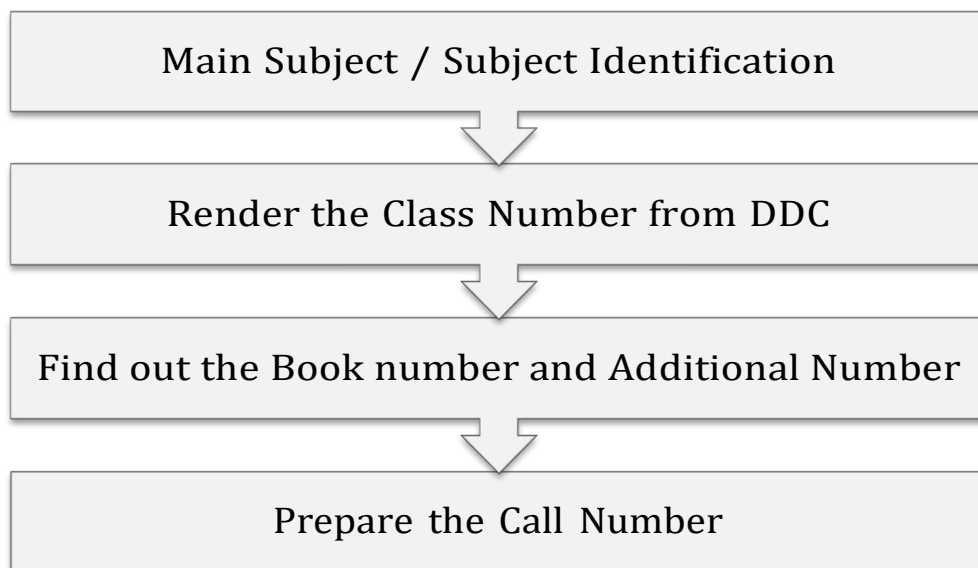 Main Subject / Subject Identification
Render the Class Number from DDC
Find out the Book number and Additional Number
Prepare the Call Number